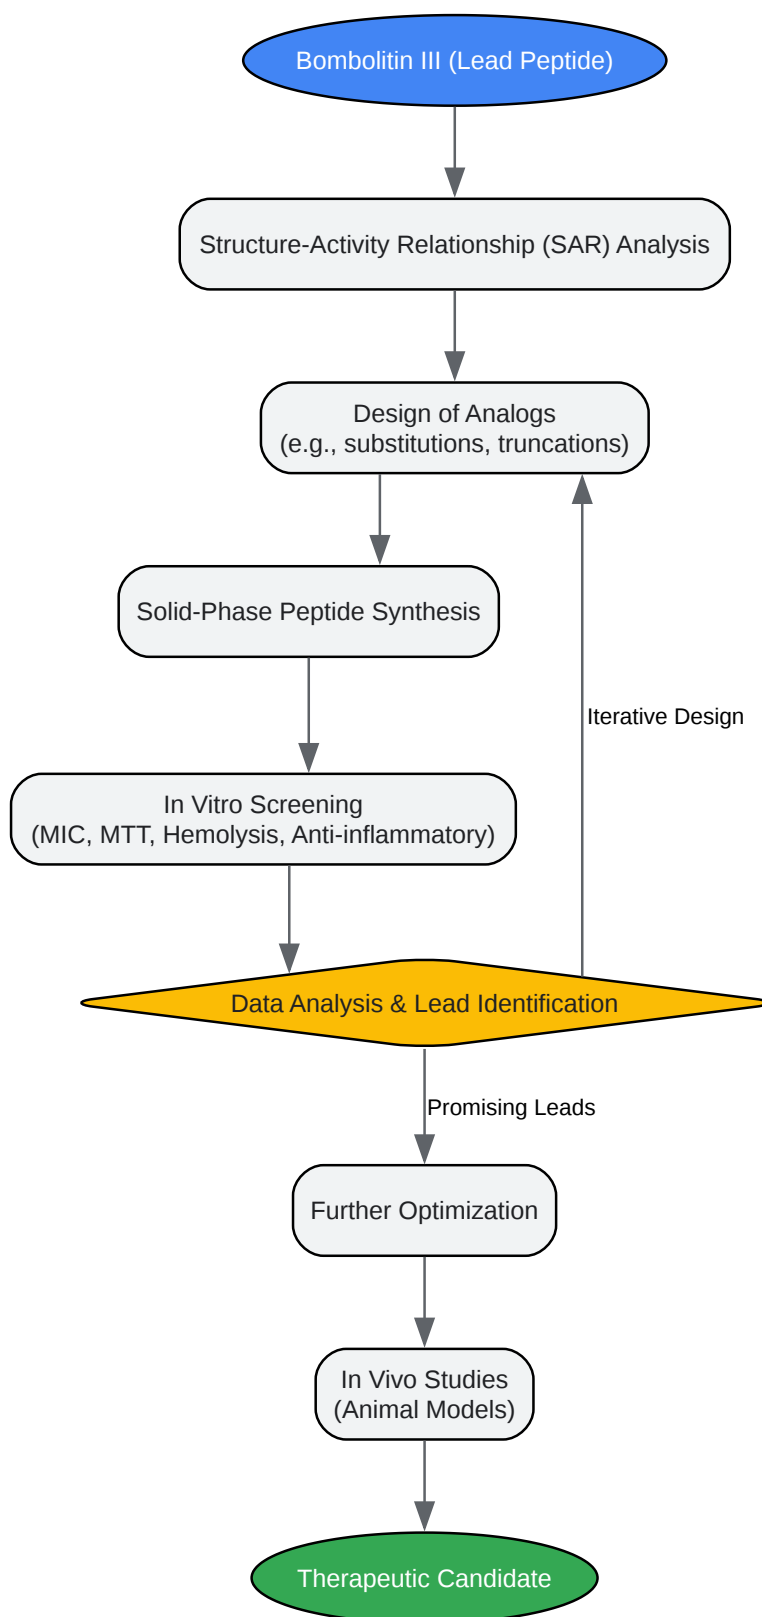 Bombolitin III (Lead Peptide)
Structure-Activity Relationship (SAR) Analysis
Design of Analogs
(e.g., substitutions, truncations)
Solid-Phase Peptide Synthesis
Iterative Design
In Vitro Screening
(MIC, MTT, Hemolysis, Anti-inflammatory)
Data Analysis & Lead Identification
Promising Leads
Further Optimization
In Vivo Studies
(Animal Models)
Therapeutic Candidate